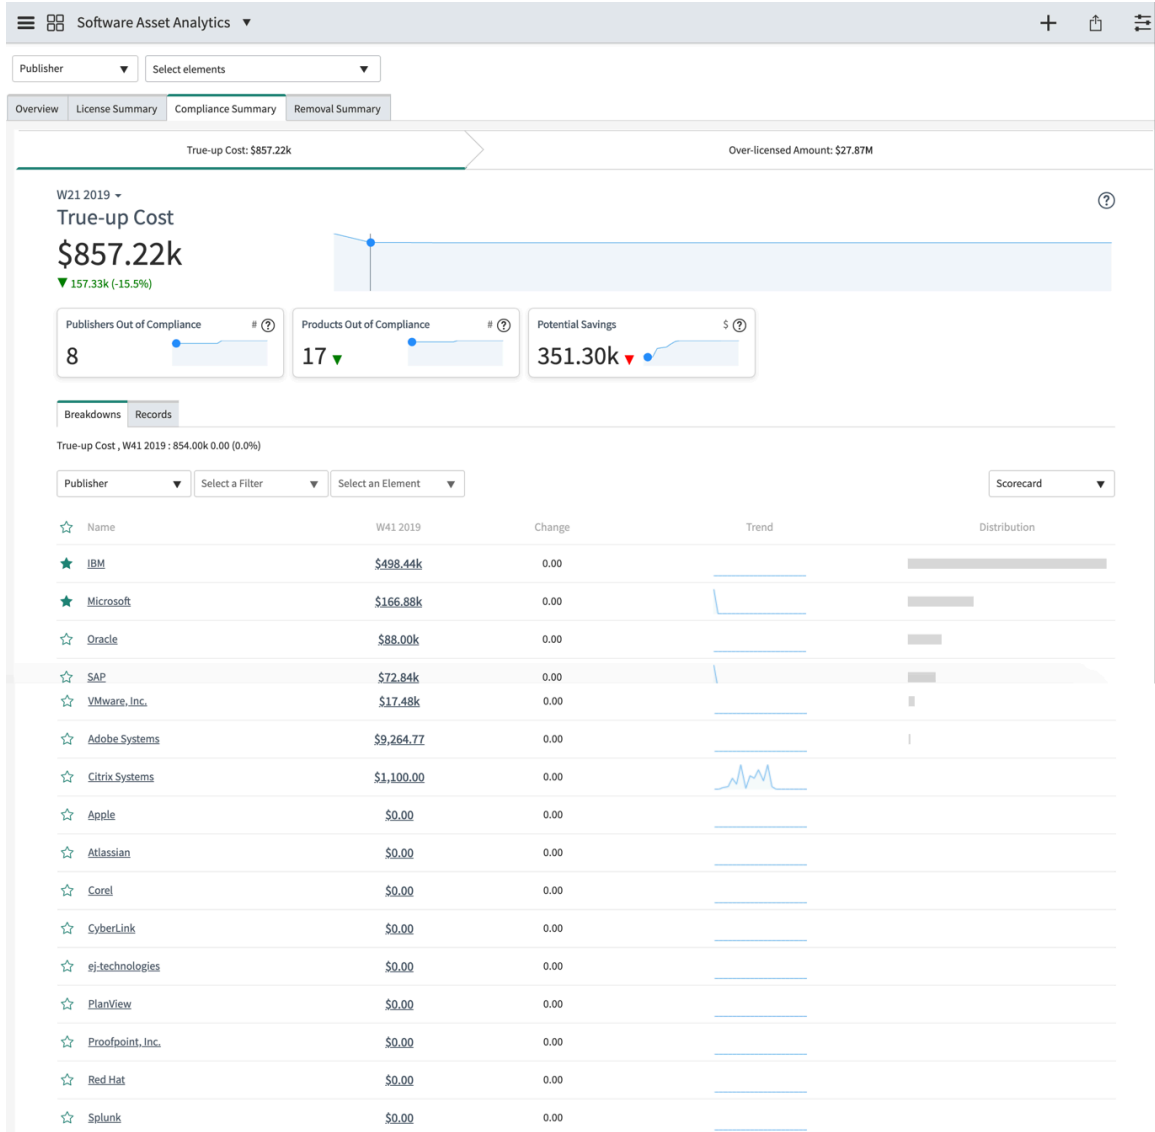 Software Asset Analytics ▼
Publisher ▼ Select elements ▼
Overview License Summary Compliance Summary Removal Summary
True-up Cost: $857.22k Over-licensed Amount: $27.87M
W21 2019
True-up Cost
$857.22k
▼ 157.33k (-15.5%)
Publishers Out of Compliance # ?
8
Products Out of Compliance # ?
17 ▼
Potential Savings $ ?
351.30k ▼
Breakdowns Records
True-up Cost , W41 2019 : 854.00k 0.00 (0.0%)
Publisher ▼ Select a Filter ▼ Select an Element ▼ Scorecard ▼
Name W41 2019 Change Trend Distribution
IBM $498.44k 0.00
Microsoft $166.88k 0.00
Oracle $88.00k 0.00
SAP $72.84k 0.00
VMware, Inc. $17.48k 0.00
Adobe Systems $9,264.77 0.00
Citrix Systems $1,100.00 0.00
Apple $0.00 0.00
Atlassian $0.00 0.00
Corel $0.00 0.00
CyberLink $0.00 0.00
ej-technologies $0.00 0.00
PlanView $0.00 0.00
Proofpoint, Inc. $0.00 0.00
Red Hat $0.00 0.00
Splunk $0.00 0.00